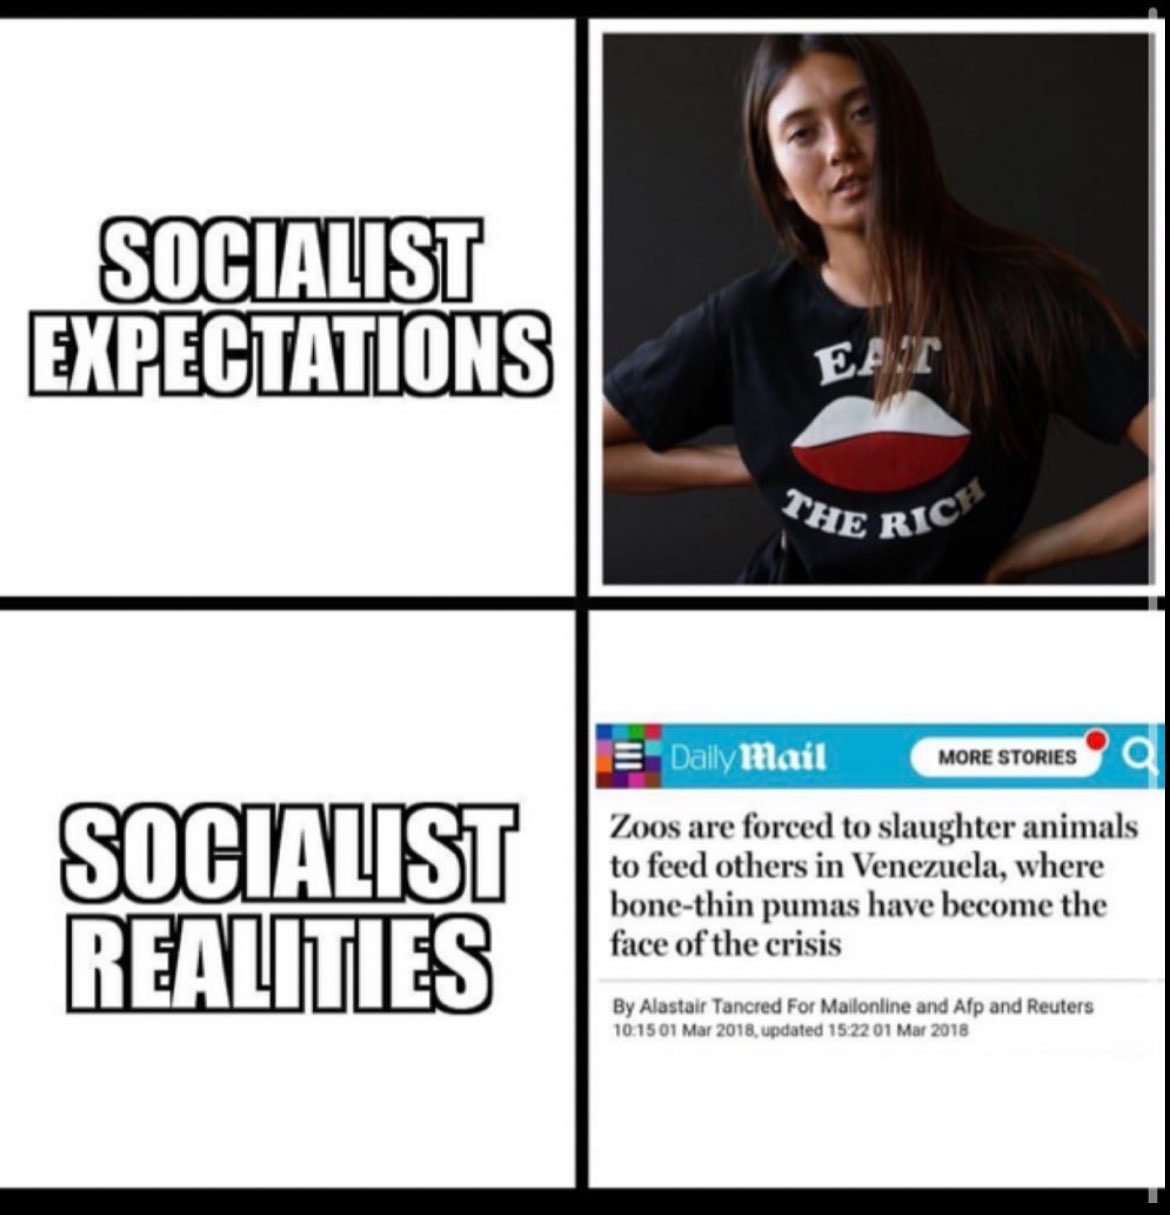 SOCIALIST
EXPECTATIONS
EAT
THE RICH
SOCIALIST
REALITIES
Daily Mail
MORE STORIES
Zoos are forced to slaughter animals
to feed others in Venezuela, where
bone-thin pumas have become the
face of the crisis
By Alastair Tancred For Mailonline and Afp and Reuters
10:15 01 Mar 2018, updated 15:22 01 Mar 2018